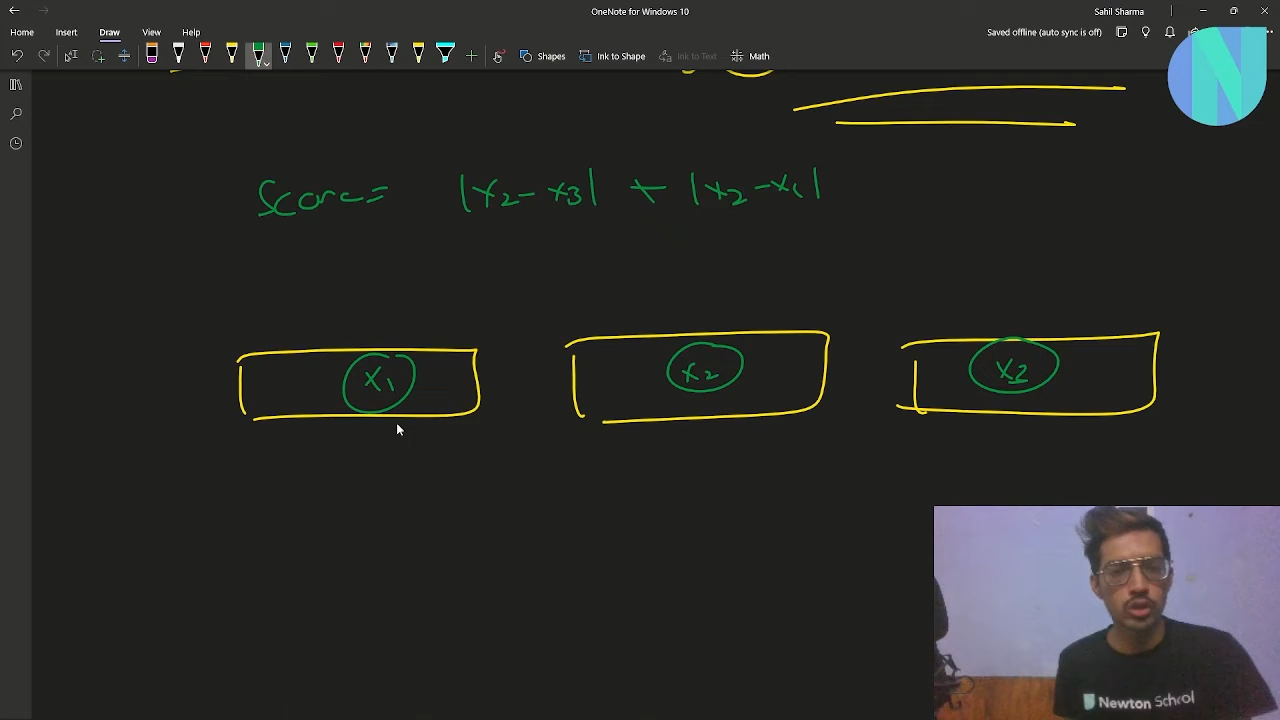 OneNote for Windows 10
Sahil Sharma
Home Insert Draw View Help
Saved offline (auto sync is off)
Shapes Ink to Shape Ink to Text Math
Score= |x2-x3| + |x2-x1|
x1 x2 x3
Newton School